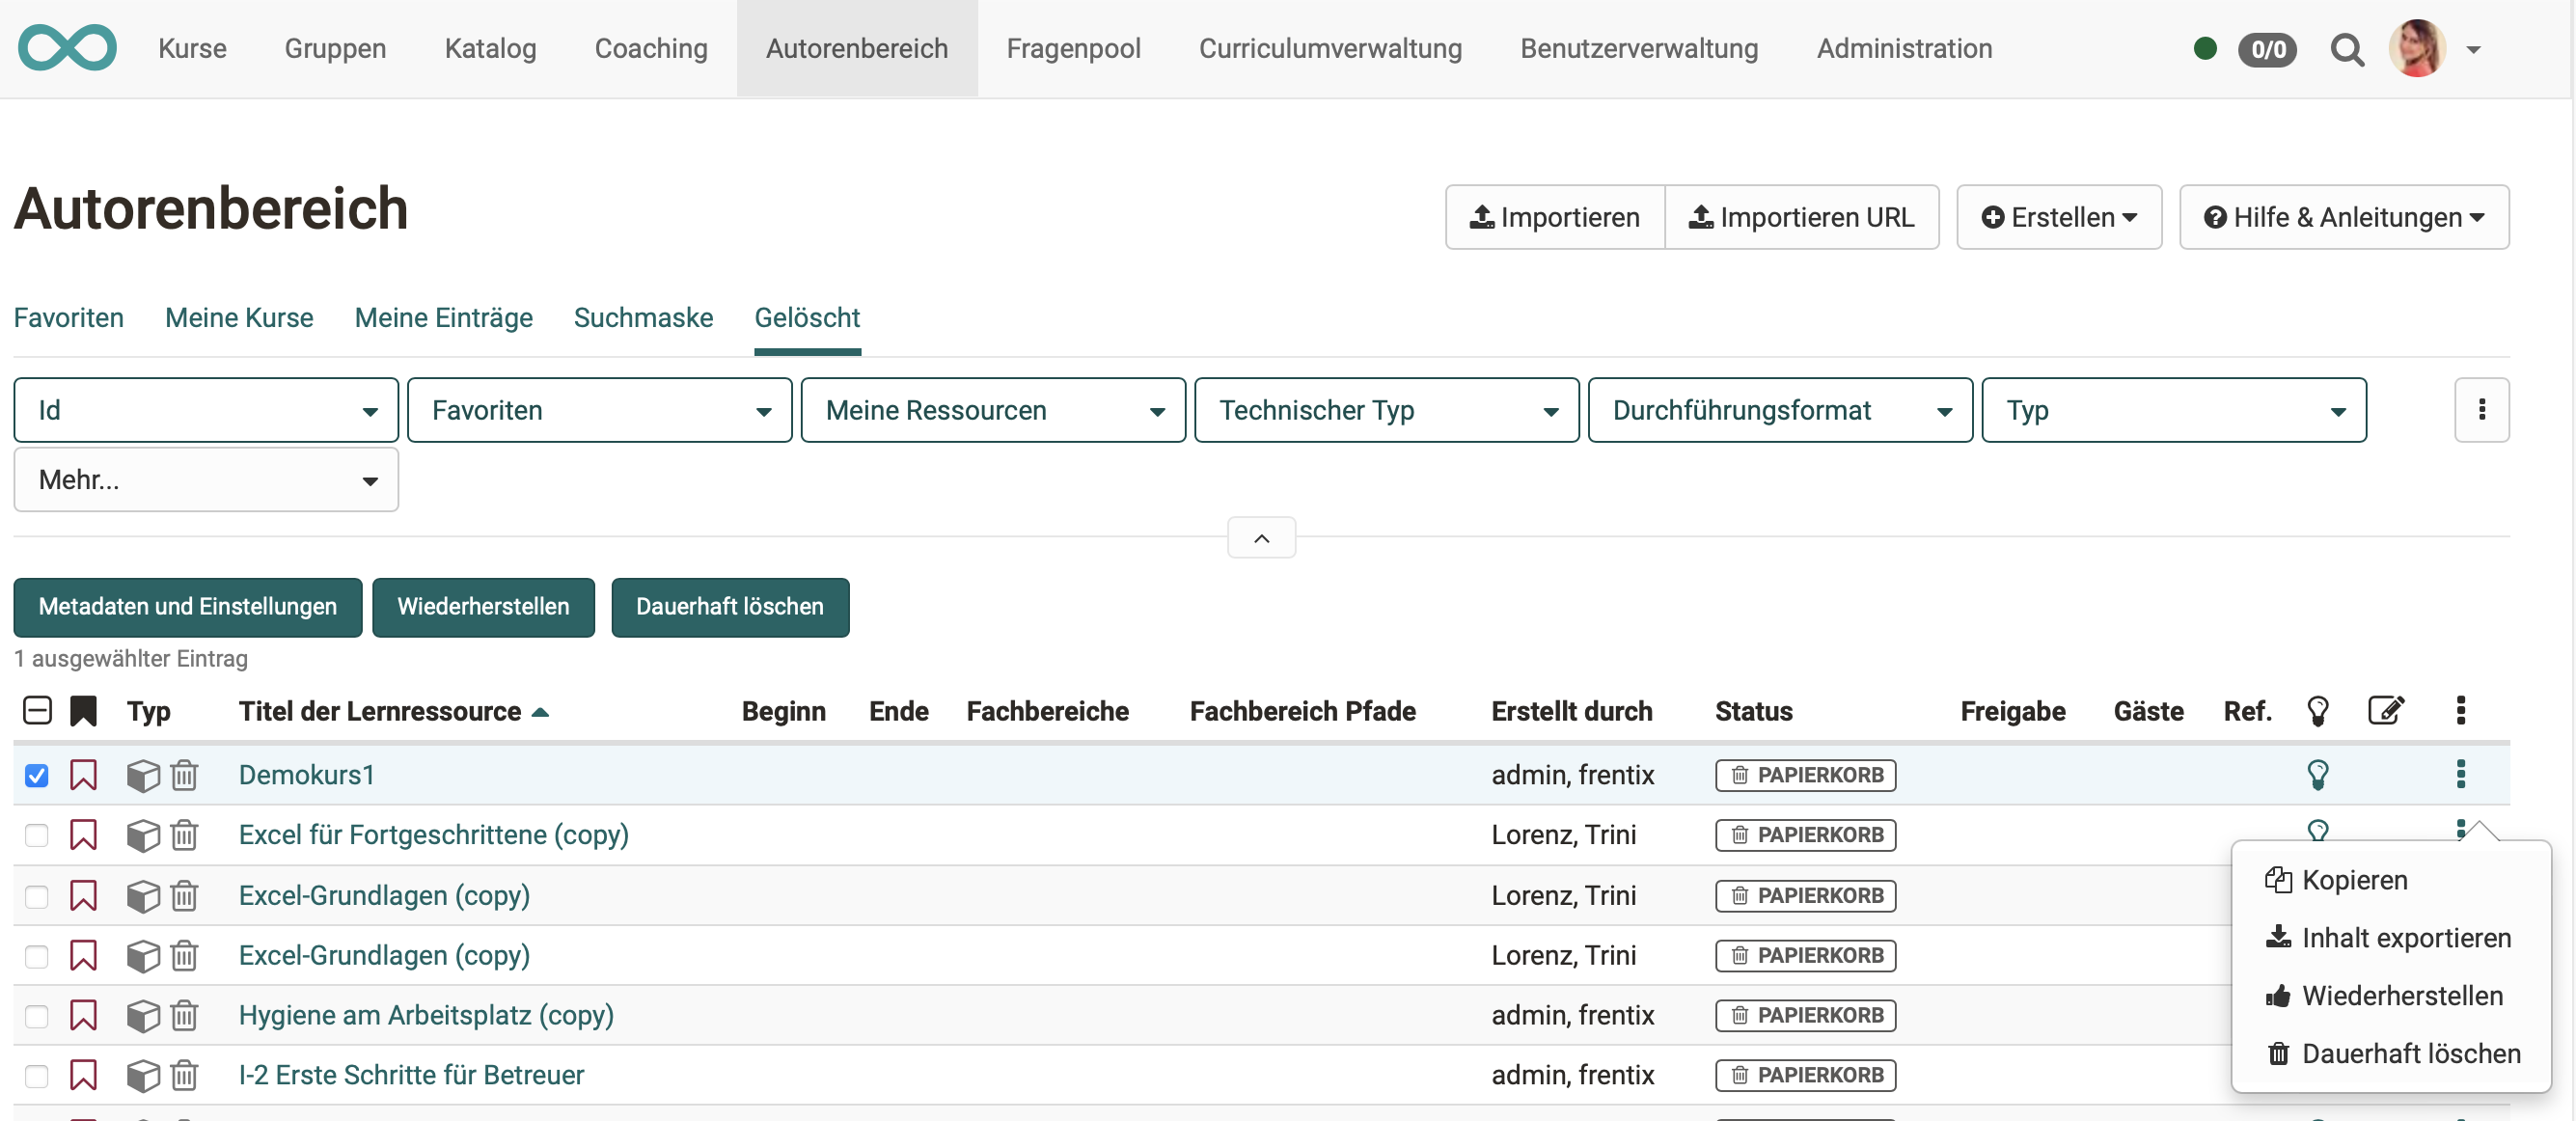 Kurse Gruppen Katalog Coaching Autorenbereich Fragenpool Curriculumverwaltung Benutzerverwaltung Administration 0/0
Autorenbereich
Importieren Importieren URL Erstellen Hilfe & Anleitungen
Favoriten Meine Kurse Meine Einträge Suchmaske Gelöscht
Id Favoriten Meine Ressourcen Technischer Typ Durchführungsformat Typ
Mehr...
Metadaten und Einstellungen Wiederherstellen Dauerhaft löschen
1 ausgewählter Eintrag
Typ Titel der Lernressource Beginn Ende Fachbereiche Fachbereich Pfade Erstellt durch Status Freigabe Gäste Ref.
Demokurs1 admin, frentix PAPIERKORB
Excel für Fortgeschrittene (copy) Lorenz, Trini PAPIERKORB
Excel-Grundlagen (copy) Lorenz, Trini PAPIERKORB
Excel-Grundlagen (copy) Lorenz, Trini PAPIERKORB
Hygiene am Arbeitsplatz (copy) admin, frentix PAPIERKORB
I-2 Erste Schritte für Betreuer admin, frentix PAPIERKORB
Kopieren
Inhalt exportieren
Wiederherstellen
Dauerhaft löschen